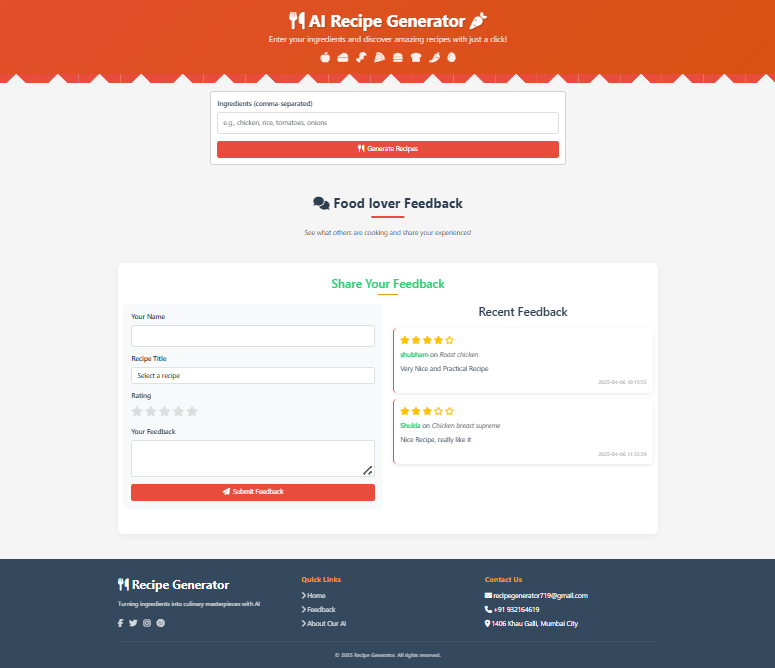 AI Recipe Generator
Enter your ingredients and discover amazing recipes with just a click!
Ingredients (comma-separated)
e.g., chicken, rice, tomatoes, onions
Generate Recipes
Food lover Feedback
See what others are cooking and share your experiences!
Share Your Feedback
Your Name
Recipe Title
Select a recipe
Rating
Your Feedback
Submit Feedback
Recent Feedback
shubham on Roast chicken
Very Nice and Practical Recipe
2025-04-06 10:15:55
Shukla on Chicken breast supreme
Nice Recipe, really like it
2025-04-06 11:35:29
Recipe Generator
Turning ingredients into culinary masterpieces with AI
Quick Links
Home
Feedback
About Our AI
Contact Us
recipegenerator719@gmail.com
+91 932164619
1406 Khau Galli, Mumbai City
© 2025 Recipe Generator. All rights reserved.